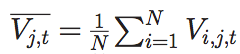 $\overline{V_{j,t}} = \frac{1}{N} \sum_{i=1}^{N} V_{i,j,t}$